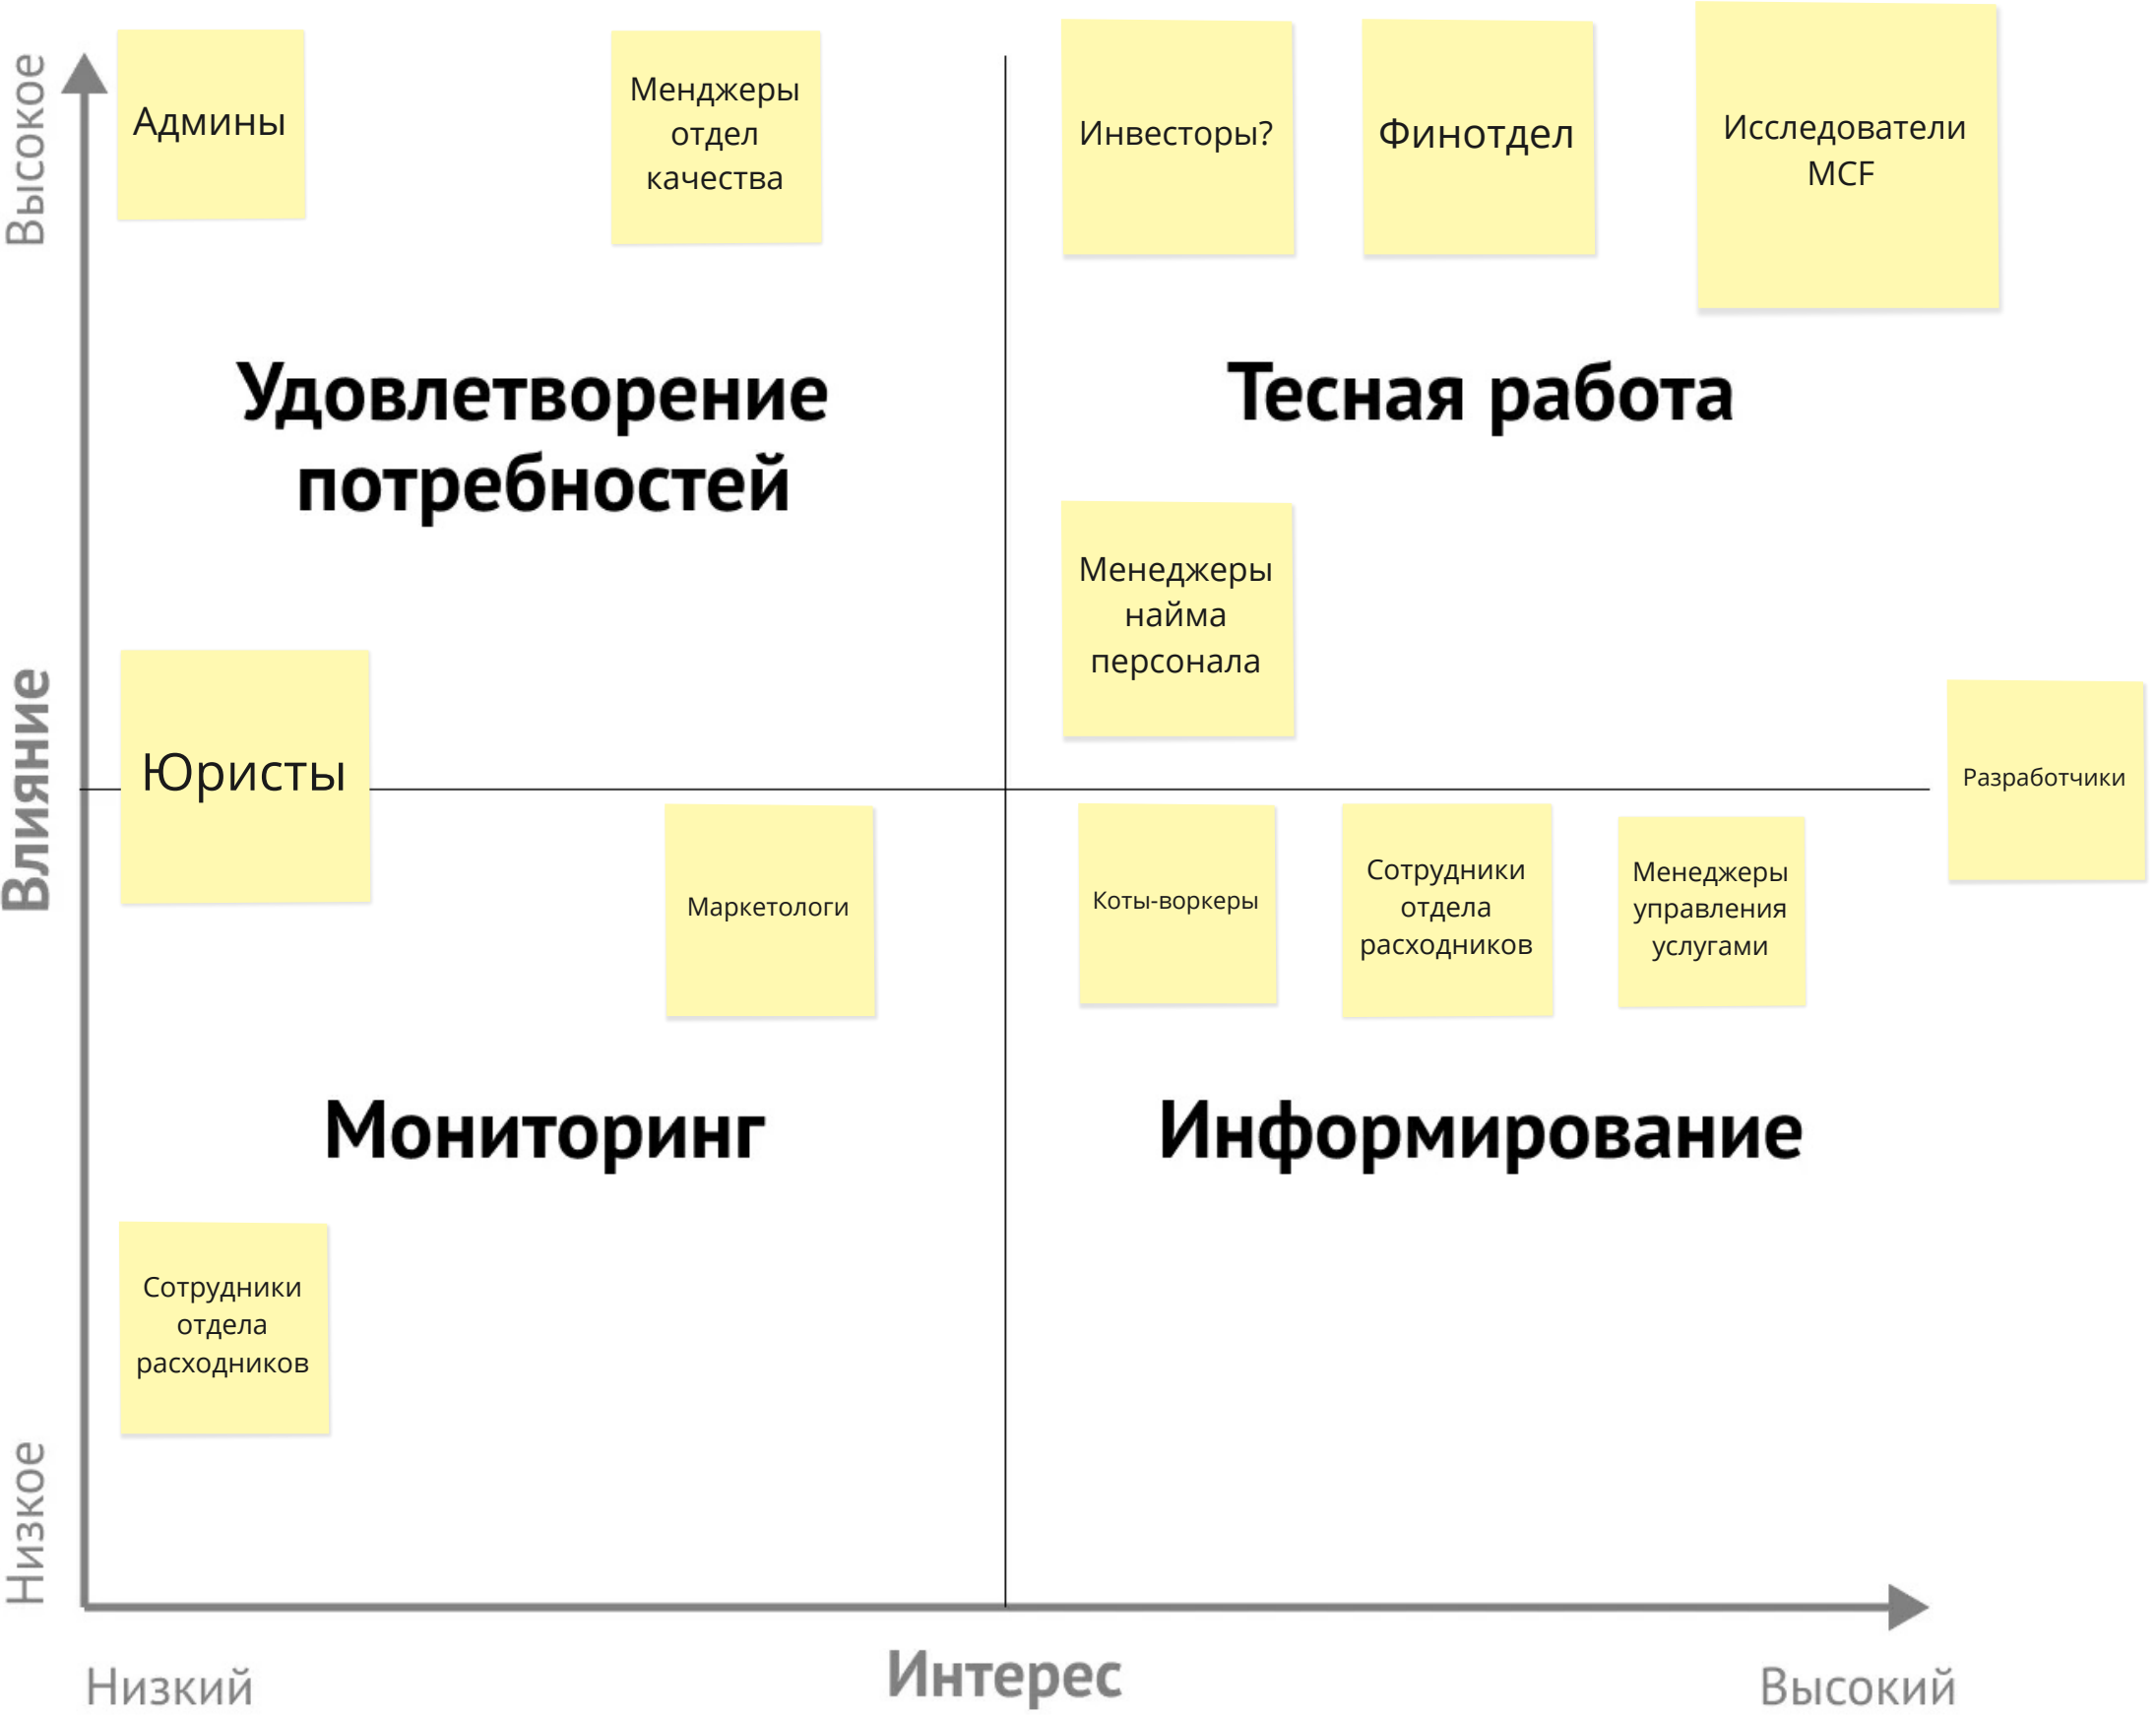 Высокое
Админы
Менджеры
отдел
качества
Инвесторы?
Финотдел
Исследователи
MCF
Удовлетворение
потребностей
Тесная работа
Менеджеры
найма
персонала
Влияние
Юристы
Разработчики
Маркетологи
Коты-воркеры
Сотрудники
отдела
расходников
Менеджеры
управления
услугами
Мониторинг
Информирование
Сотрудники
отдела
расходников
Низкое
Низкий
Интерес
Высокий